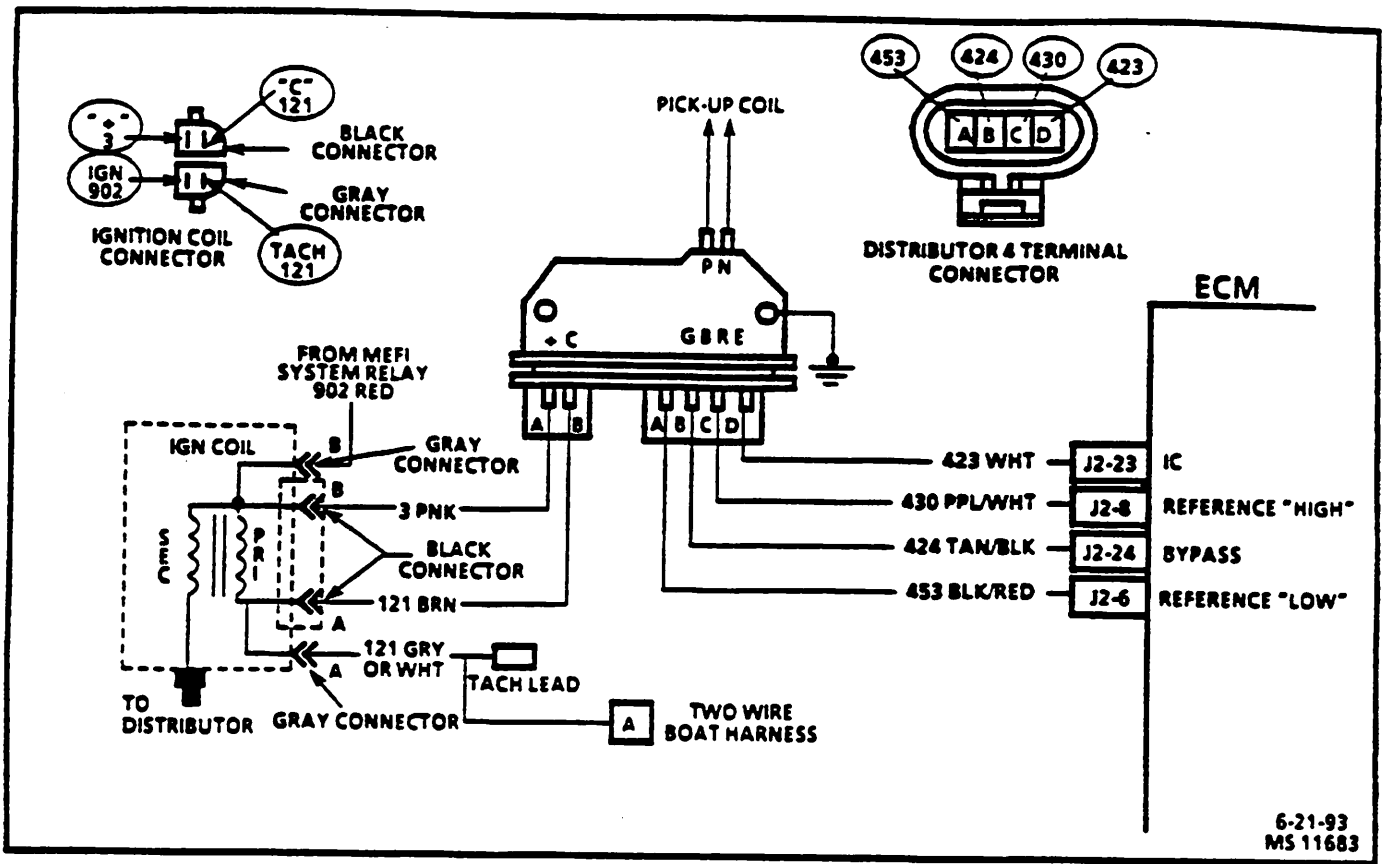 453
424
430
423
A B C D
DISTRIBUTOR 4 TERMINAL
CONNECTOR
"C"
121
"+"
3
BLACK
CONNECTOR
IGN
902
GRAY
CONNECTOR
IGNITION COIL
CONNECTOR
TACH
121
PICK-UP COIL
P N
+ C
G B R E
A B
A B C D
ECM
FROM MEFI
SYSTEM RELAY
902 RED
IGN COIL
B
GRAY
CONNECTOR
B
3 PNK
SEC
PRI
BLACK
CONNECTOR
121 BRN
A
121 GRY
OR WHT
A
TACH LEAD
TO
DISTRIBUTOR
GRAY CONNECTOR
A
TWO WIRE
BOAT HARNESS
423 WHT
J2-23
IC
430 PPL/WHT
J2-8
REFERENCE "HIGH"
424 TAN/BLK
J2-24
BYPASS
453 BLK/RED
J2-6
REFERENCE "LOW"
6-21-93
MS 11683